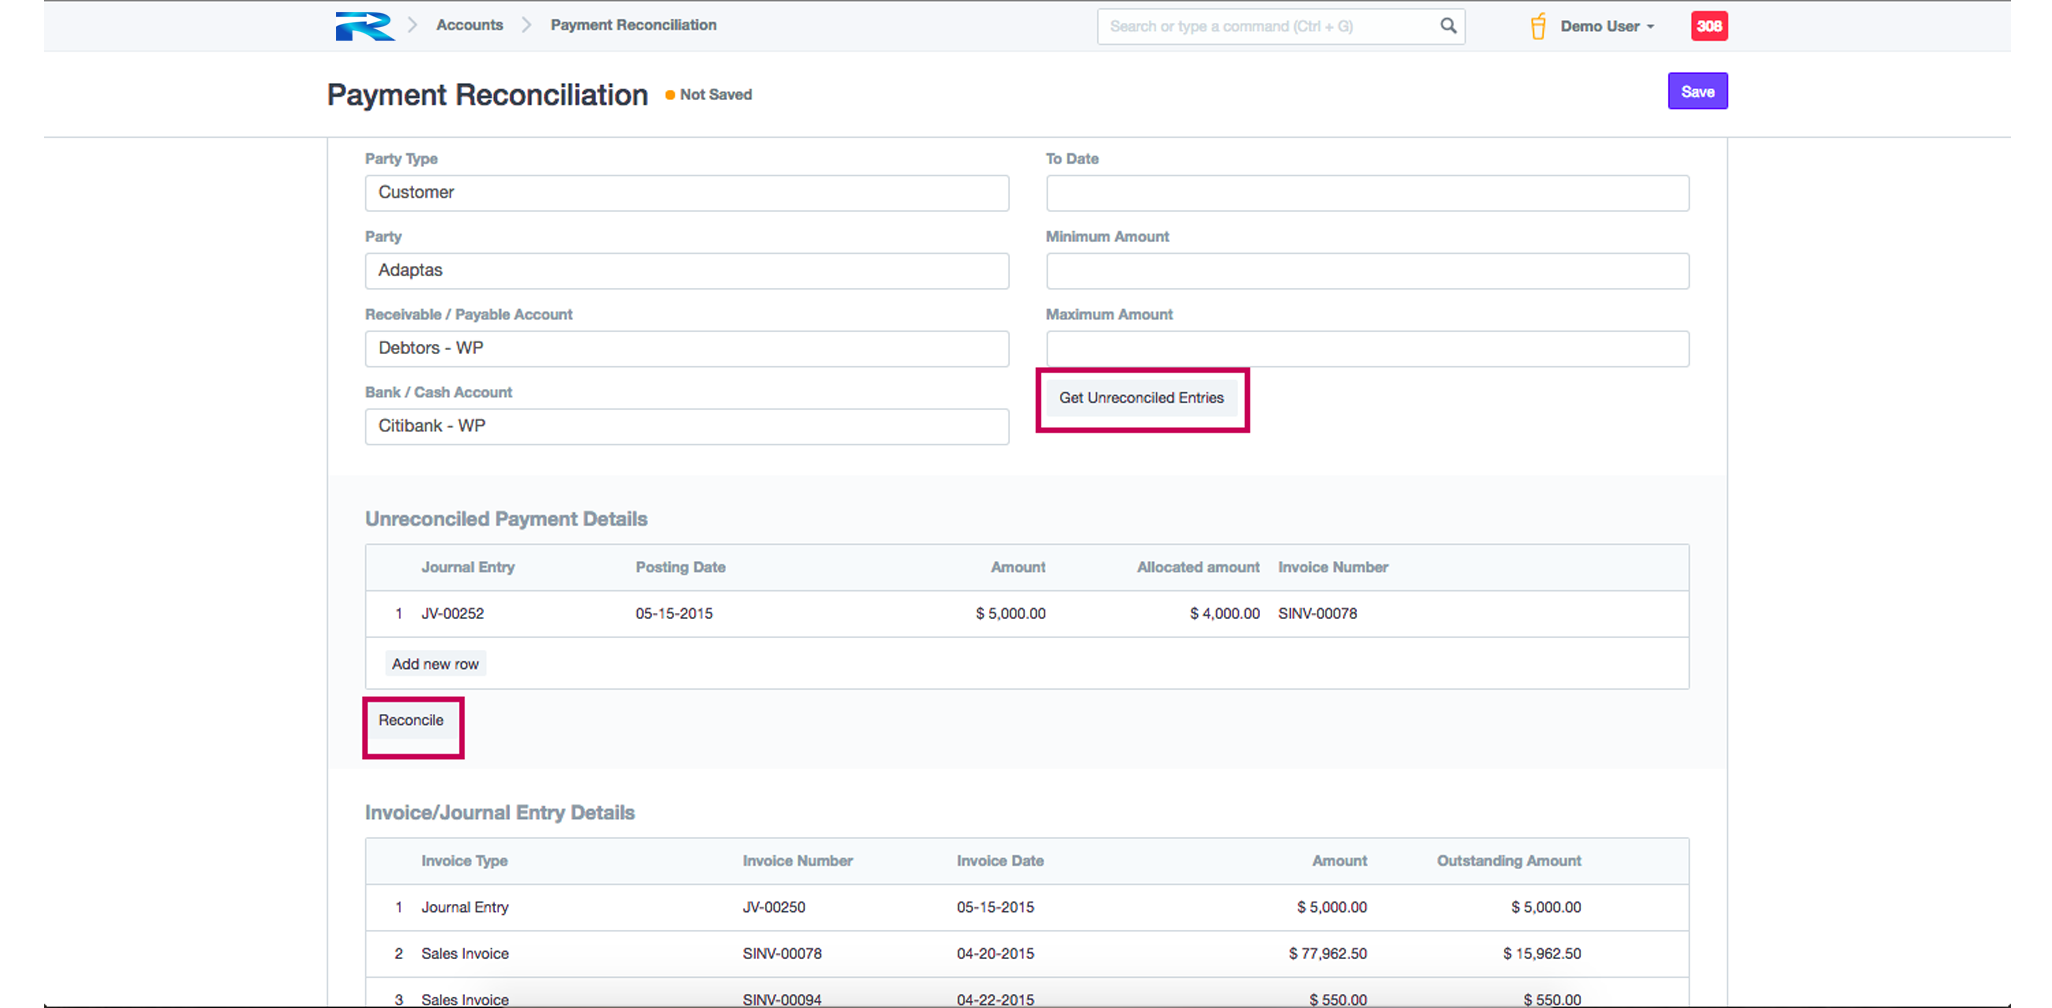 Accounts Payment Reconciliation Search or type a command (Ctrl + G) Demo User 308
Payment Reconciliation Not Saved Save
Party Type To Date
Customer
Party Minimum Amount
Adaptas
Receivable / Payable Account Maximum Amount
Debtors - WP
Bank / Cash Account Get Unreconciled Entries
Citibank - WP
Unreconciled Payment Details
Journal Entry Posting Date Amount Allocated amount Invoice Number
1 JV-00252 05-15-2015 $ 5,000.00 $ 4,000.00 SINV-00078
Add new row
Reconcile
Invoice/Journal Entry Details
Invoice Type Invoice Number Invoice Date Amount Outstanding Amount
1 Journal Entry JV-00250 05-15-2015 $ 5,000.00 $ 5,000.00
2 Sales Invoice SINV-00078 04-20-2015 $ 77,962.50 $ 15,962.50
3 Sales Invoice SINV-00094 04-22-2015 $ 550.00 $ 550.00